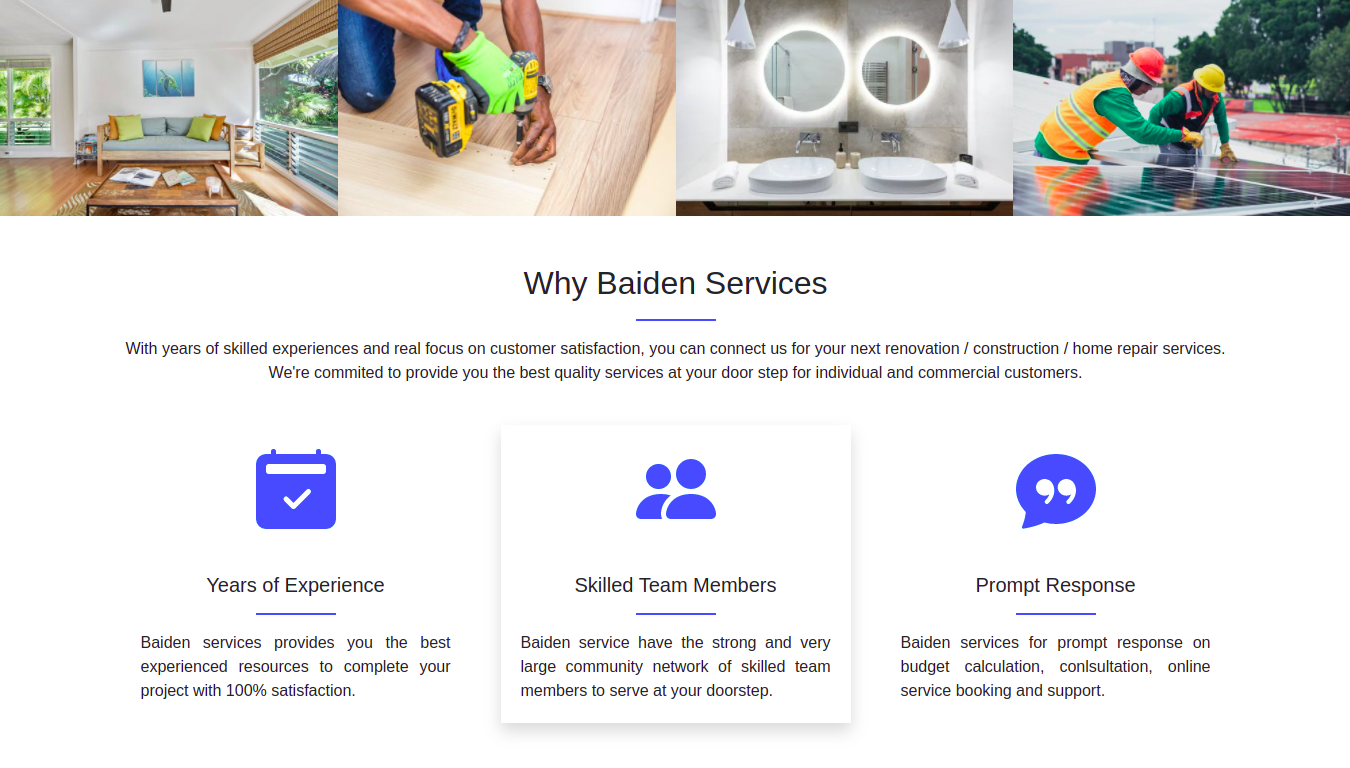 Why Baiden Services
With years of skilled experiences and real focus on customer satisfaction, you can connect us for your next renovation / construction / home repair services.
We're commited to provide you the best quality services at your door step for individual and commercial customers.
Years of Experience
Baiden services provides you the best
experienced resources to complete your
project with 100% satisfaction.
Skilled Team Members
Baiden service have the strong and very
large community network of skilled team
members to serve at your doorstep.
Prompt Response
Baiden services for prompt response on
budget calculation, conlsultation, online
service booking and support.